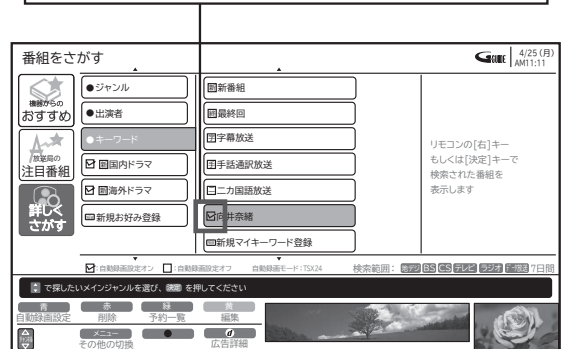 番組をさがす
G GUIDE 4/25 (月)
AM11:11
機器からの
おすすめ
放送局の
注目番組
詳しく
さがす
●ジャンル
●出演者
●キーワード
国内ドラマ
海外ドラマ
新規お好み登録
新番組
最終回
字幕放送
手話通訳放送
二カ国語放送
向井奈緒
新規マイキーワード登録
リモコンの[右]キー
もしくは[決定]キーで
検索された番組を
表示します
:自動録画設定オン :自動録画設定オフ 自動録画モード:TSX24 検索範囲: 地デジ BS CS テレビ ラジオ 7日間
で探したいメインジャンルを選び、決定 を押してください
青 赤 緑 黄
自動録画設定 削除 予約一覧 編集
メニュー d
その他の切換 広告詳細